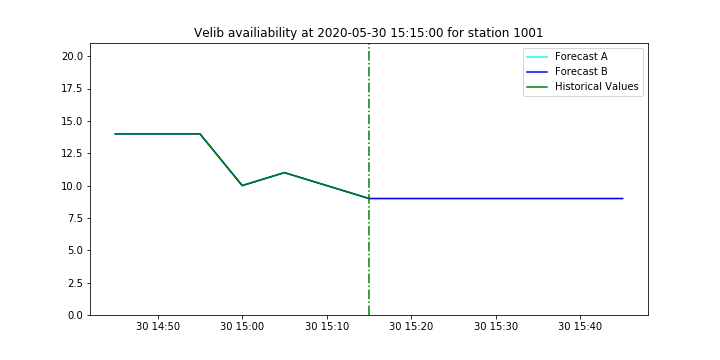 Velib availiability at 2020-05-30 15:15:00 for station 1001
Forecast A
Forecast B
Historical Values
20.0
17.5
15.0
12.5
10.0
7.5
5.0
2.5
0.0
30 14:50 30 15:00 30 15:10 30 15:20 30 15:30 30 15:40